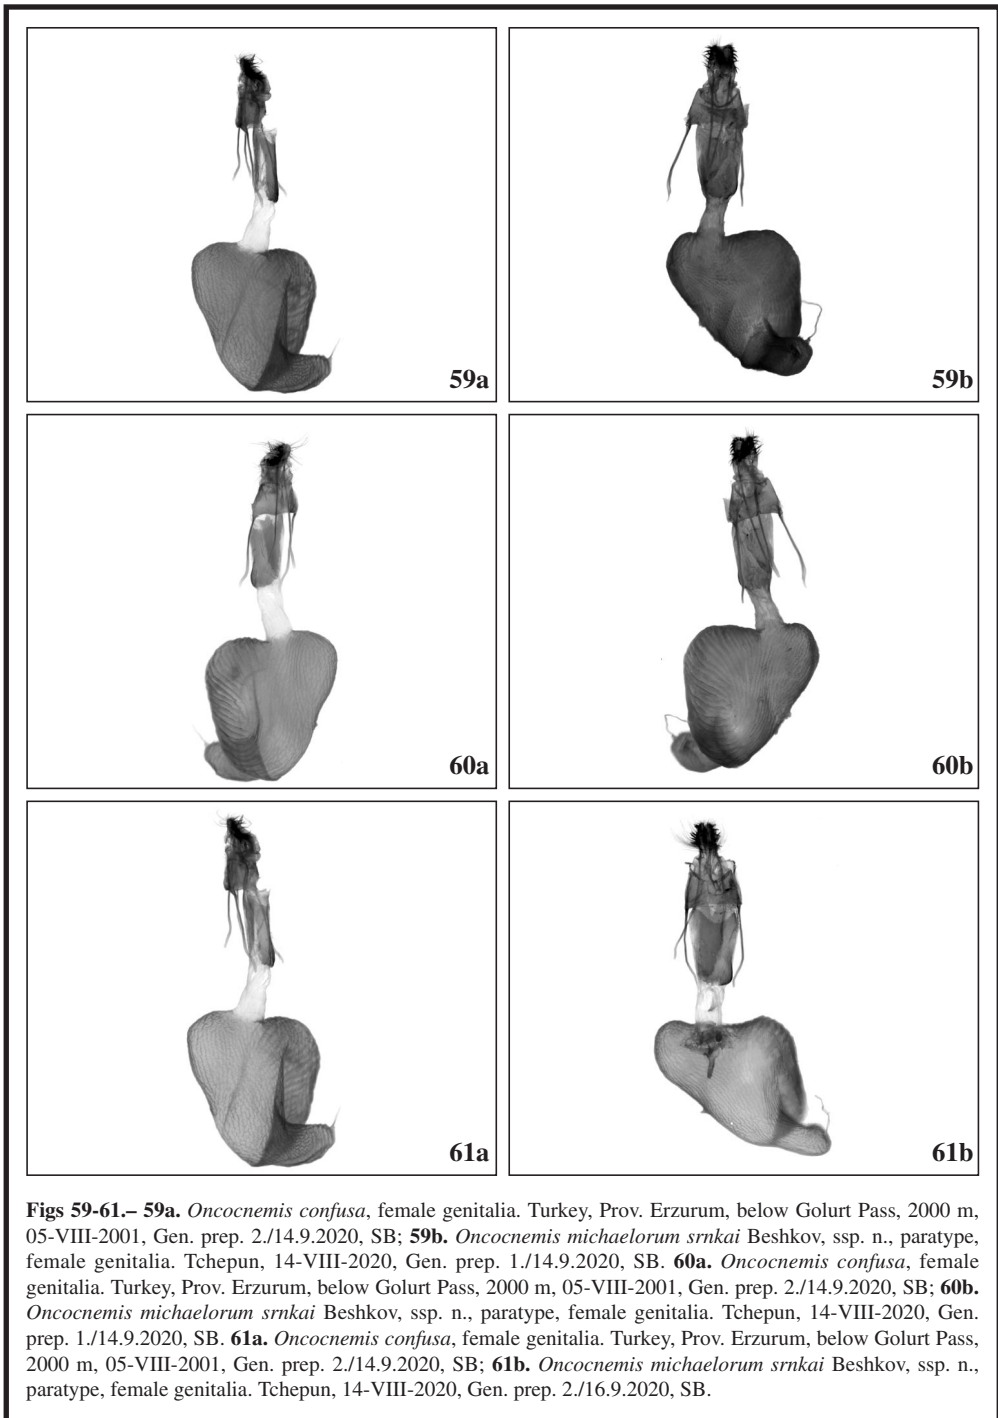 59a
59b
60a
60b
61a
61b
Figs 59-61.– 59a. Oncocnemis confusa, female genitalia. Turkey, Prov. Erzurum, below Golurt Pass, 2000 m,
05-VIII-2001, Gen. prep. 2./14.9.2020, SB; 59b. Oncocnemis michaelorum srnkai Beshkov, ssp. n., paratype,
female genitalia. Tchepun, 14-VIII-2020, Gen. prep. 1./14.9.2020, SB. 60a. Oncocnemis confusa, female
genitalia. Turkey, Prov. Erzurum, below Golurt Pass, 2000 m, 05-VIII-2001, Gen. prep. 2./14.9.2020, SB; 60b.
Oncocnemis michaelorum srnkai Beshkov, ssp. n., paratype, female genitalia. Tchepun, 14-VIII-2020, Gen.
prep. 1./14.9.2020, SB. 61a. Oncocnemis confusa, female genitalia. Turkey, Prov. Erzurum, below Golurt Pass,
2000 m, 05-VIII-2001, Gen. prep. 2./14.9.2020, SB; 61b. Oncocnemis michaelorum srnkai Beshkov, ssp. n.,
paratype, female genitalia. Tchepun, 14-VIII-2020, Gen. prep. 2./16.9.2020, SB.